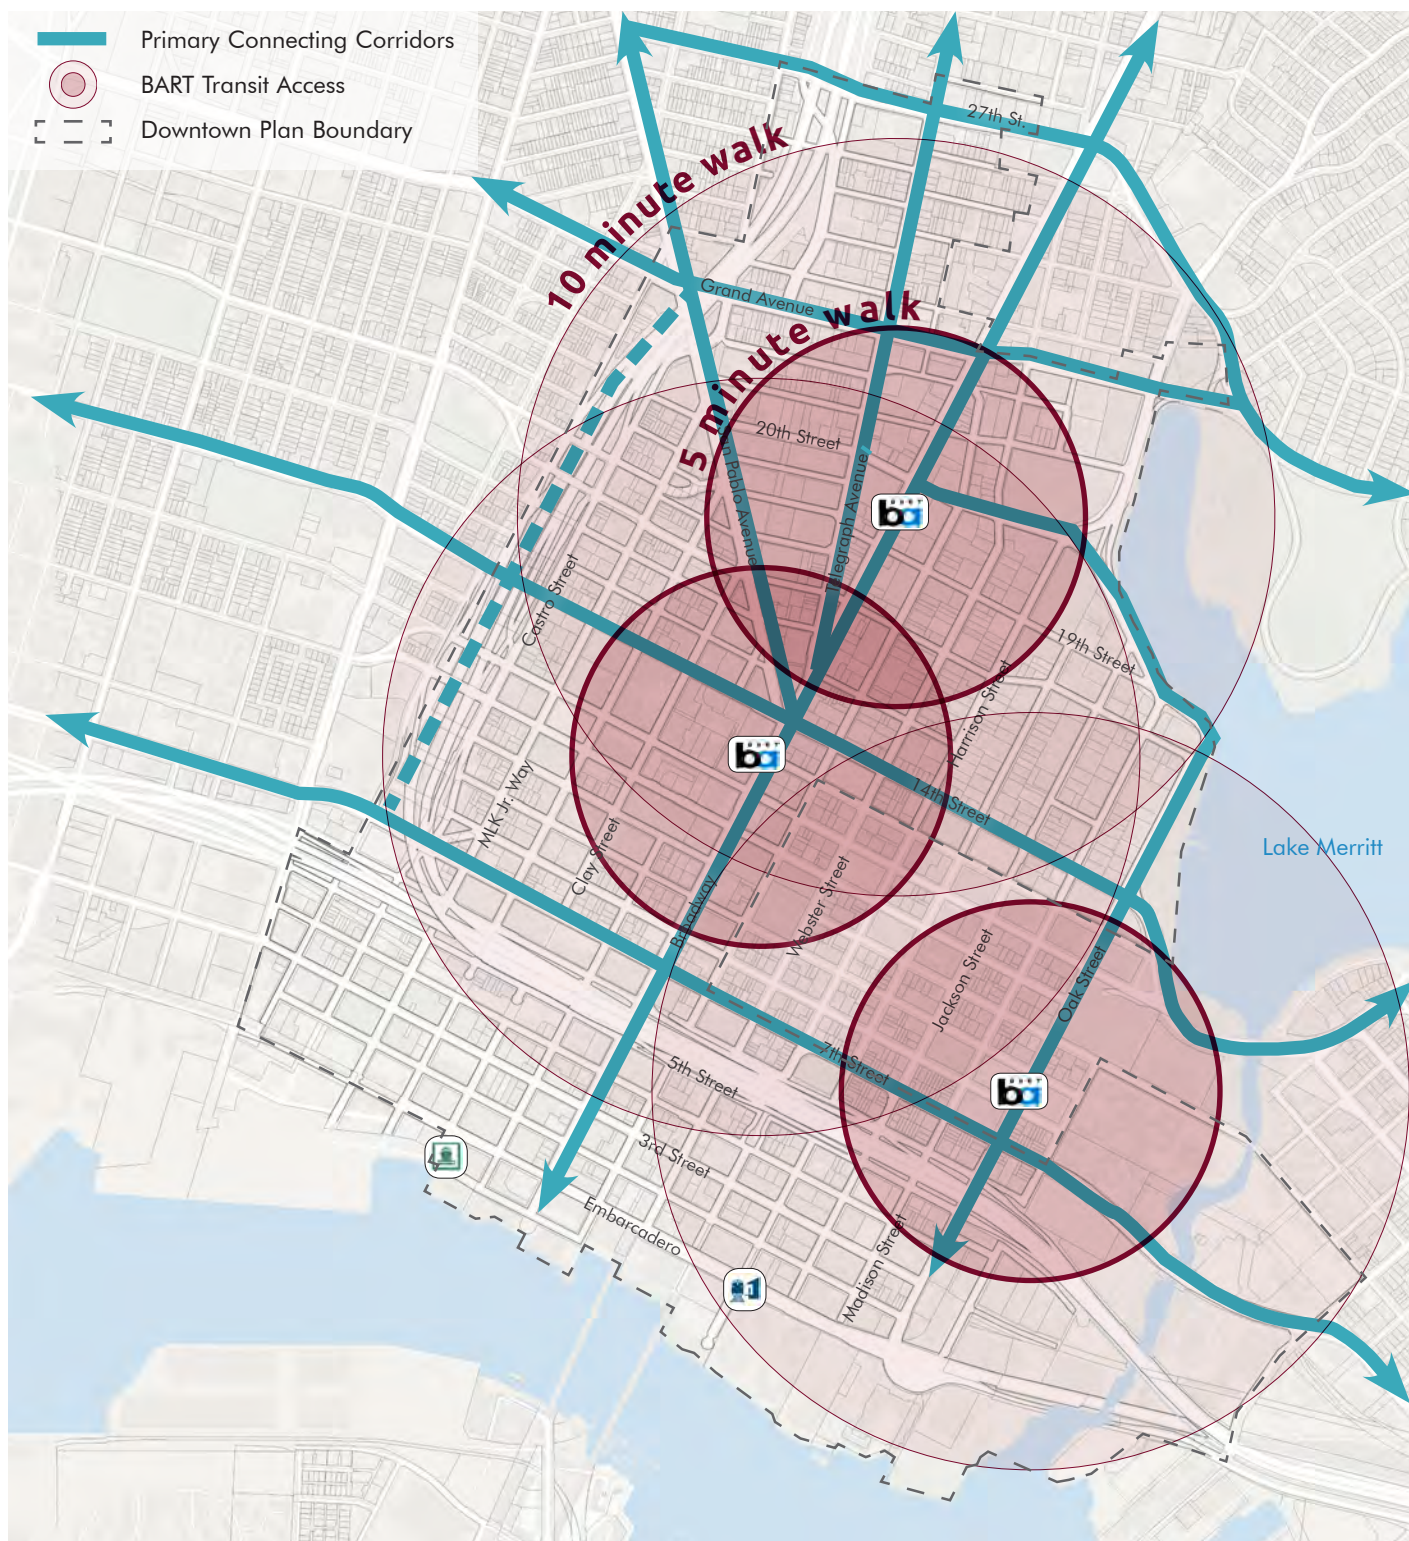 Primary Connecting Corridors
BART Transit Access
Downtown Plan Boundary
27th St.
10 minute walk
Grand Avenue
5 minute walk
20th Street
San Pablo Avenue
Telegraph Avenue
ba
Castro Street
19th Street
Harrison Street
ba
14th Street
MLK Jr. Way
Clay Street
Lake Merritt
Webster Street
Broadway
Jackson Street
Oak Street
7th Street
5th Street
ba
3rd Street
Embarcadero
Madison Street